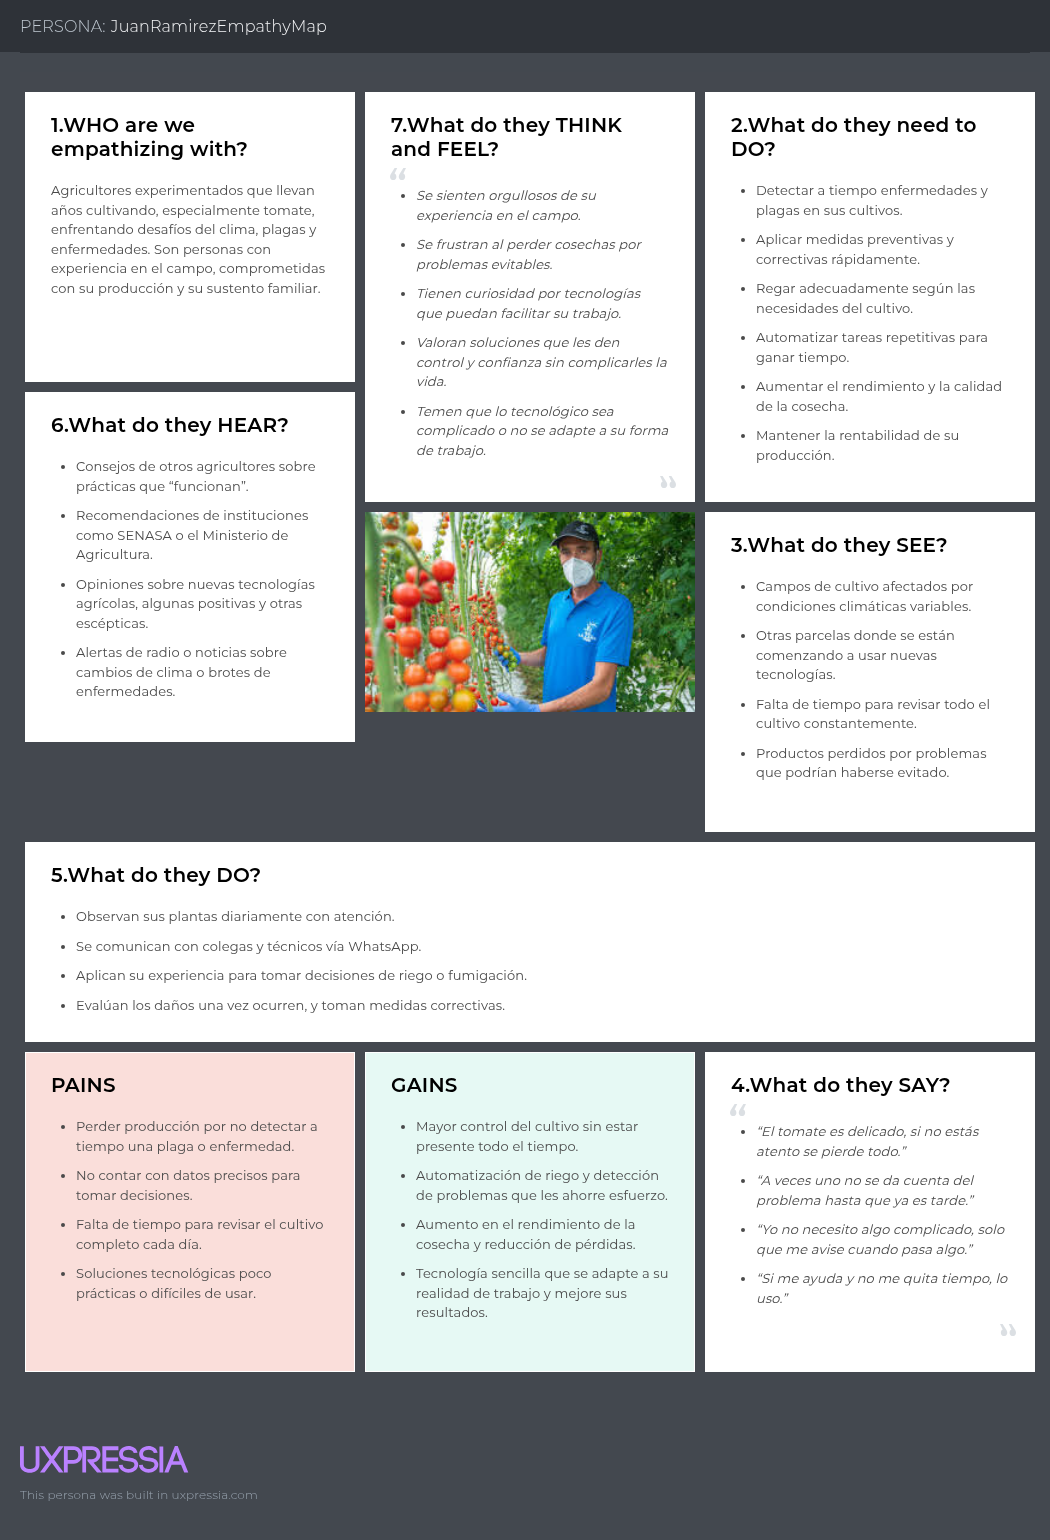 PERSONA: JuanRamirezEmpathyMap
1.WHO are we
empathizing with?
Agricultores experimentados que llevan
años cultivando, especialmente tomate,
enfrentando desafíos del clima, plagas y
enfermedades. Son personas con
experiencia en el campo, comprometidas
con su producción y su sustento familiar.
7.What do they THINK
and FEEL?
“
• Se sienten orgullosos de su
experiencia en el campo.
• Se frustran al perder cosechas por
problemas evitables.
• Tienen curiosidad por tecnologías
que puedan facilitar su trabajo.
• Valoran soluciones que les den
control y confianza sin complicarles la
vida.
• Temen que lo tecnológico sea
complicado o no se adapte a su forma
de trabajo.
”
2.What do they need to
DO?
• Detectar a tiempo enfermedades y
plagas en sus cultivos.
• Aplicar medidas preventivas y
correctivas rápidamente.
• Regar adecuadamente según las
necesidades del cultivo.
• Automatizar tareas repetitivas para
ganar tiempo.
• Aumentar el rendimiento y la calidad
de la cosecha.
• Mantener la rentabilidad de su
producción.
6.What do they HEAR?
• Consejos de otros agricultores sobre
prácticas que “funcionan”.
• Recomendaciones de instituciones
como SENASA o el Ministerio de
Agricultura.
• Opiniones sobre nuevas tecnologías
agrícolas, algunas positivas y otras
escépticas.
• Alertas de radio o noticias sobre
cambios de clima o brotes de
enfermedades.
3.What do they SEE?
• Campos de cultivo afectados por
condiciones climáticas variables.
• Otras parcelas donde se están
comenzando a usar nuevas
tecnologías.
• Falta de tiempo para revisar todo el
cultivo constantemente.
• Productos perdidos por problemas
que podrían haberse evitado.
5.What do they DO?
• Observan sus plantas diariamente con atención.
• Se comunican con colegas y técnicos vía WhatsApp.
• Aplican su experiencia para tomar decisiones de riego o fumigación.
• Evalúan los daños una vez ocurren, y toman medidas correctivas.
PAINS
• Perder producción por no detectar a
tiempo una plaga o enfermedad.
• No contar con datos precisos para
tomar decisiones.
• Falta de tiempo para revisar el cultivo
completo cada día.
• Soluciones tecnológicas poco
prácticas o difíciles de usar.
GAINS
• Mayor control del cultivo sin estar
presente todo el tiempo.
• Automatización de riego y detección
de problemas que les ahorre esfuerzo.
• Aumento en el rendimiento de la
cosecha y reducción de pérdidas.
• Tecnología sencilla que se adapte a su
realidad de trabajo y mejore sus
resultados.
4.What do they SAY?
“
• “El tomate es delicado, si no estás
atento se pierde todo.”
• “A veces uno no se da cuenta del
problema hasta que ya es tarde.”
• “Yo no necesito algo complicado, solo
que me avise cuando pasa algo.”
• “Si me ayuda y no me quita tiempo, lo
uso.”
”
UXPRESSIA
This persona was built in uxpressia.com